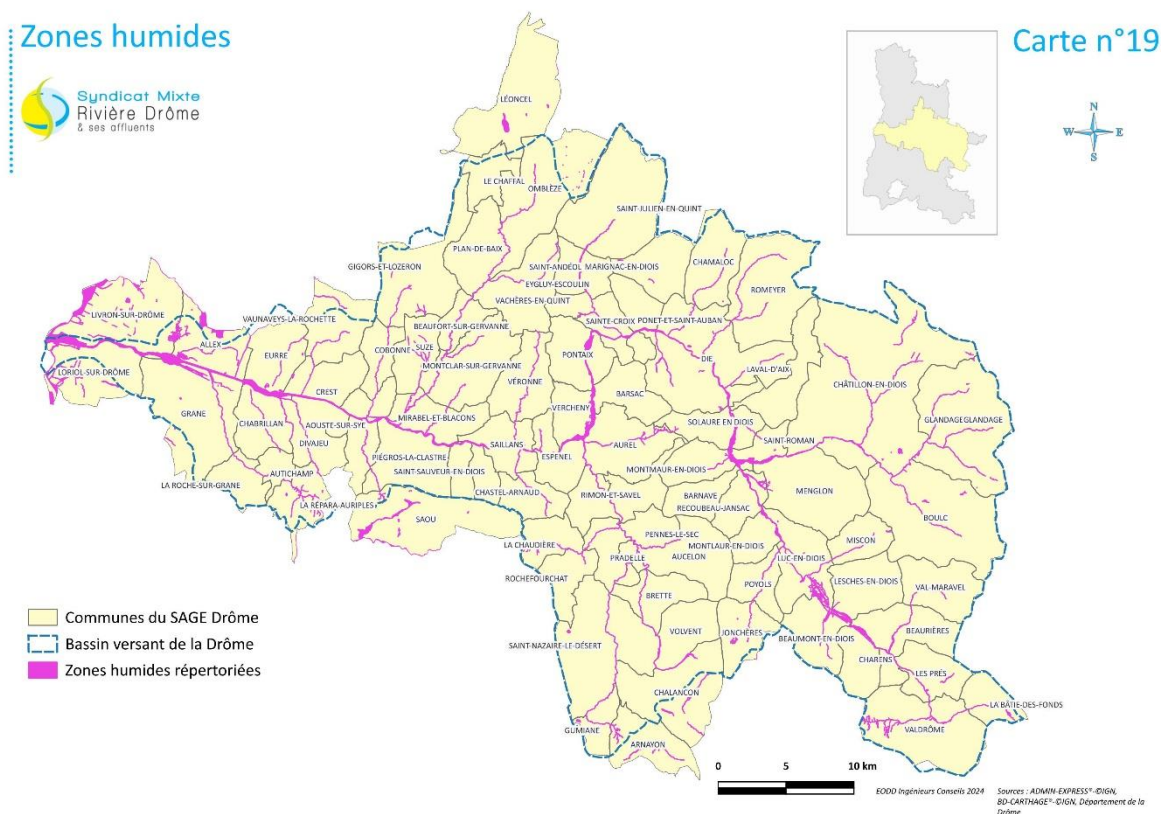 Zones humides
Carte n°19
Syndicat Mixte
Rivière Drôme
& ses affluents
N
W
E
S
LÉONCEL
LE CHAFFAL
OMBLÈZE
SAINT-JULIEN-EN-QUINT
PLAN-DE-BAIX
GIGORS-ET-LOZERON
SAINT-ANDÉOL
MARIGNAC-EN-DIOIS
CHAMALOC
EYGLUY-ESCOULIN
ROMEYER
VACHÈRES-EN-QUINT
LIVRON-SUR-DRÔME
VAUNAVEYS-LA-ROCHETTE
SAINTE-CROIX
PONET-ET-SAINT-AUBAN
BEAUFORT-SUR-GERVANNE
ALLEX
EURRE
COBONNE
SUZE
PONTAIX
DIE
MONTCLAR-SUR-GERVANNE
LAVAL-D'AIX
LORIOL-SUR-DRÔME
VÉRONNE
CHÂTILLON-EN-DIOIS
CREST
BARSAC
GRANE
VERCHENY
MIRABEL-ET-BLACONS
GLANDAGE
GLANDAGE
CHABRILLAN
AOUSTE-SUR-SYE
SOLAURE EN DIOIS
DIVAJEU
SAILLANS
AUREL
SAINT-ROMAN
PIÉGROS-LA-CLASTRE
ESPENEL
AUTICHAMP
SAINT-SAUVEUR-EN-DIOIS
MONTMAUR-EN-DIOIS
LA ROCHE-SUR-GRANE
CHASTEL-ARNAUD
RIMON-ET-SAVEL
BARNAVE
MENGLON
LA RÉPARA-AURIPLES
RECOUBEAU-JANSAC
SAOU
BOULC
PENNES-LE-SEC
MISCON
LA CHAUDIÈRE
MONTLAUR-EN-DIOIS
PRADELLE
AUCELON
LUC-EN-DIOIS
ROCHEFOURCHAT
POYOLS
LESCHES-EN-DIOIS
VAL-MARAVEL
BRETTE
VOLVENT
JONCHÈRES
BEAURIÈRES
BEAUMONT-EN-DIOIS
SAINT-NAZAIRE-LE-DÉSERT
CHARENS
LES PRÉS
CHALANCON
LA BÂTIE-DES-FONDS
GUMIANE
VALDRÔME
ARNAYON
Communes du SAGE Drôme
Bassin versant de la Drôme
Zones humides répertoriées
0 5 10 km
EODD Ingénieurs Conseils 2024
Sources : ADMIN-EXPRESS®-©IGN,
BD-CARTHAGE®-©IGN, Département de la
Drôme